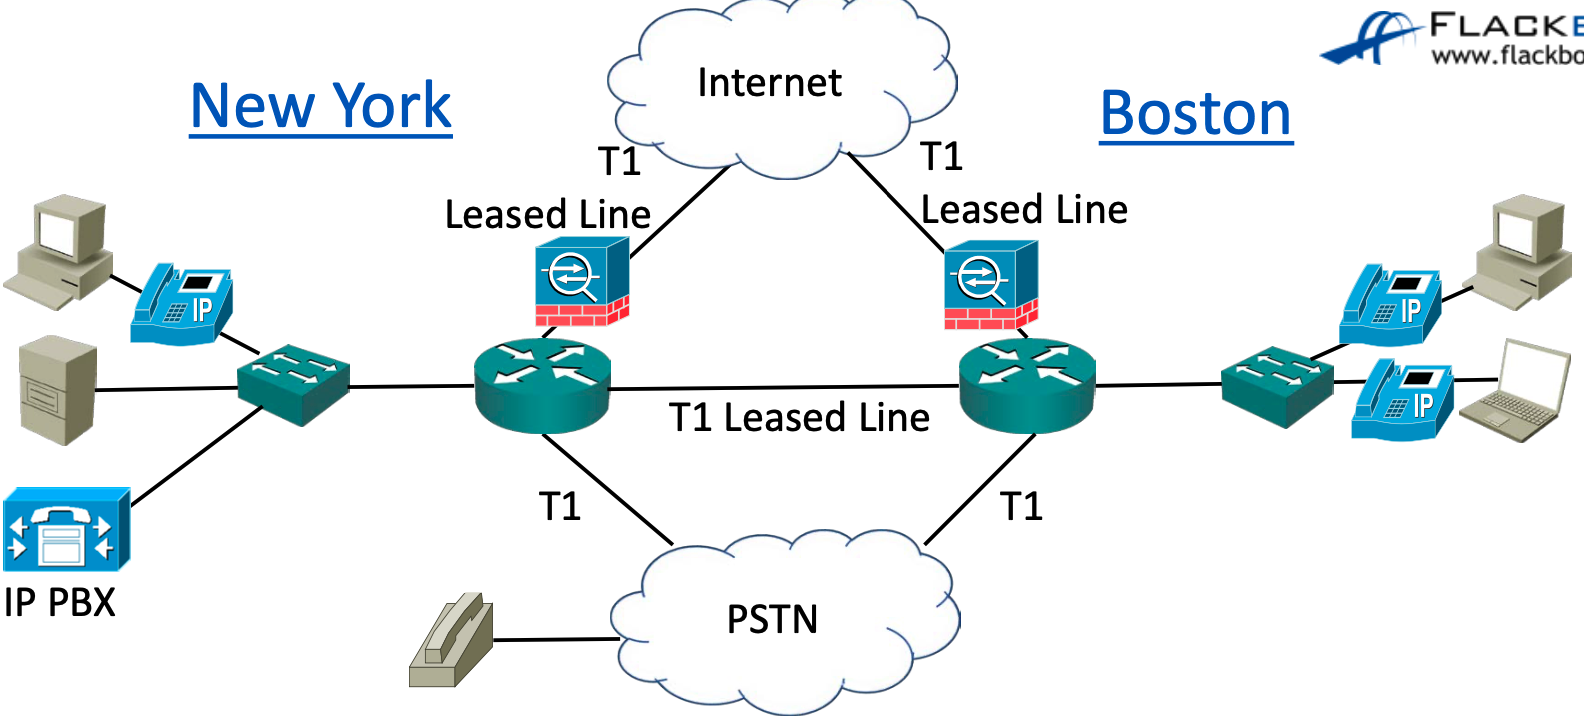 FLACKB
www.flackbo
Internet
New York
Boston
T1
Leased Line
T1
Leased Line
IP
IP
IP
T1 Leased Line
T1
T1
IP PBX
PSTN